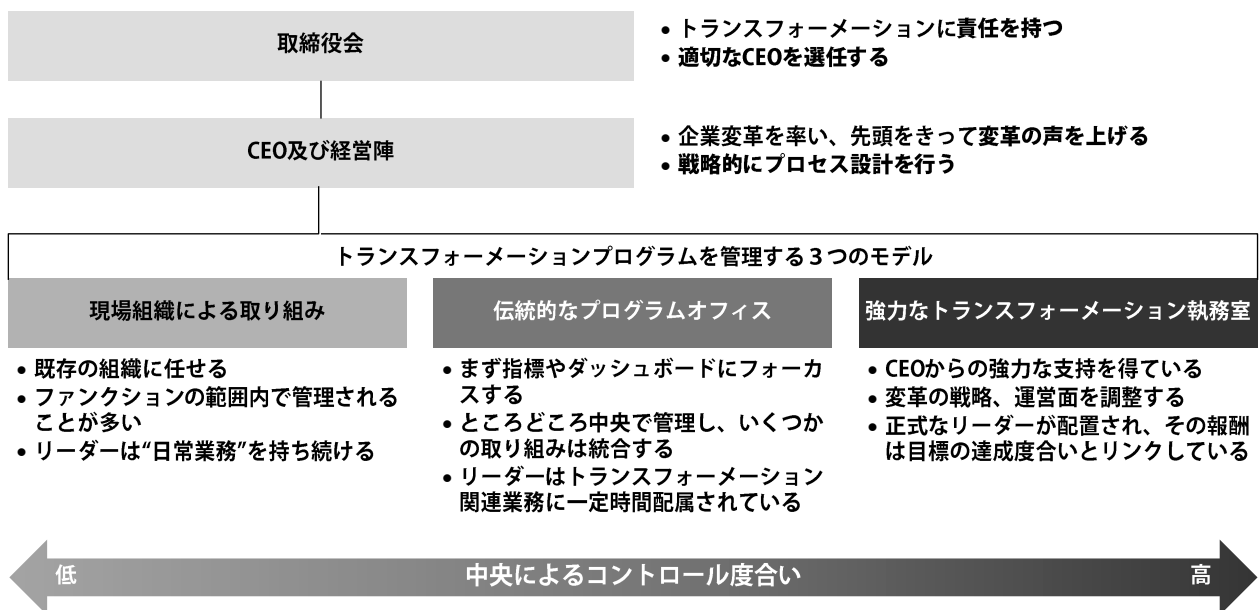 取締役会
• トランスフォーメーションに責任を持つ
• 適切なCEOを選任する
CEO及び経営陣
• 企業変革を率い、先頭をきって変革の声を上げる
• 戦略的にプロセス設計を行う
トランスフォーメーションプログラムを管理する3つのモデル
現場組織による取り組み
• 既存の組織に任せる
• ファンクションの範囲内で管理される
ことが多い
• リーダーは“日常業務”を持ち続ける
伝統的なプログラムオフィス
• まず指標やダッシュボードにフォーカ
スする
• ところどころ中央で管理し、いくつか
の取り組みは統合する
• リーダーはトランスフォーメーション
関連業務に一定時間配属されている
強力なトランスフォーメーション執務室
• CEOからの強力な支持を得ている
• 変革の戦略、運営面を調整する
• 正式なリーダーが配置され、その報酬
は目標の達成度合いとリンクしている
低
中央によるコントロール度合い
高